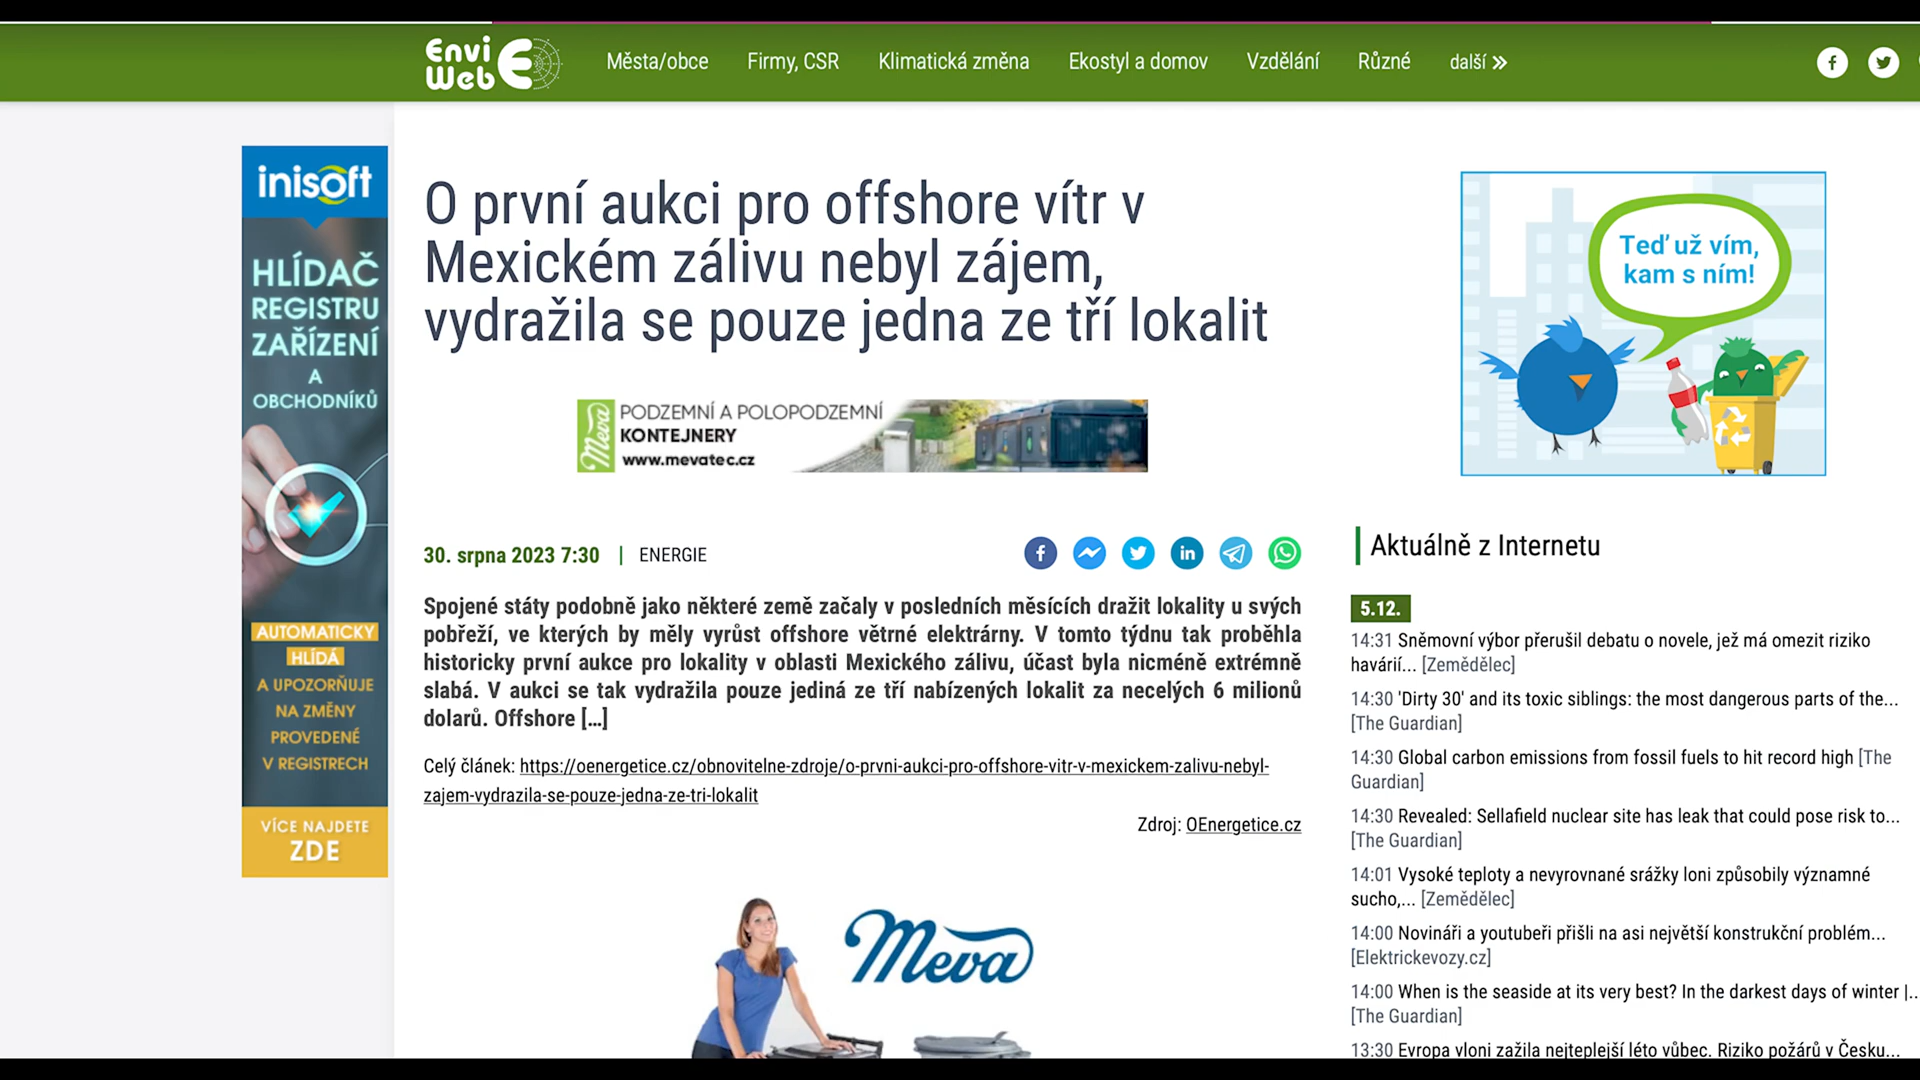 Envi
Web
Města/obce
Firmy, CSR
Klimatická změna
Ekostyl a domov
Vzdělání
Různé
další
inisoft
HLÍDAČ
REGISTRU
ZAŘÍZENÍ
A
OBCHODNÍKŮ
AUTOMATICKY
HLÍDÁ
A UPOZORŇUJE
NA ZMĚNY
PROVEDENÉ
V REGISTRECH
VÍCE NAJDETE
ZDE
O první aukci pro offshore vítr v
Mexickém zálivu nebyl zájem,
vydražila se pouze jedna ze tří lokalit
Meva
PODZEMNÍ A POLOPODZEMNÍ
KONTEJNERY
www.mevatec.cz
30. srpna 2023 7:30 | ENERGIE
Spojené státy podobně jako některé země začaly v posledních měsících dražit lokality u svých
pobřeží, ve kterých by měly vyrůst offshore větrné elektrárny. V tomto týdnu tak proběhla
historicky první aukce pro lokality v oblasti Mexického zálivu, účast byla nicméně extrémně
slabá. V aukci se tak vydražila pouze jediná ze tří nabízených lokalit za necelých 6 milionů
dolarů. Offshore [...]
Celý článek: https://oenergetice.cz/obnovitelne-zdroje/o-prvni-aukci-pro-offshore-vitr-v-mexickem-zalivu-nebyl-
zajem-vydrazila-se-pouze-jedna-ze-tri-lokalit
Zdroj: OEnergetice.cz
Meva
Teď už vím,
kam s ním!
Aktuálně z Internetu
5.12.
14:31 Sněmovní výbor přerušil debatu o novele, jež má omezit riziko
havárií... [Zemědělec]
14:30 'Dirty 30' and its toxic siblings: the most dangerous parts of the...
[The Guardian]
14:30 Global carbon emissions from fossil fuels to hit record high [The
Guardian]
14:30 Revealed: Sellafield nuclear site has leak that could pose risk to...
[The Guardian]
14:01 Vysoké teploty a nevyrovnané srážky loni způsobily významné
sucho,... [Zemědělec]
14:00 Novináři a youtubeři přišli na asi největší konstrukční problém...
[Elektrickevozy.cz]
14:00 When is the seaside at its very best? In the darkest days of winter |..
[The Guardian]
13:30 Evropa vloni zažila nejteplejší léto vůbec. Riziko požárů v Česku...